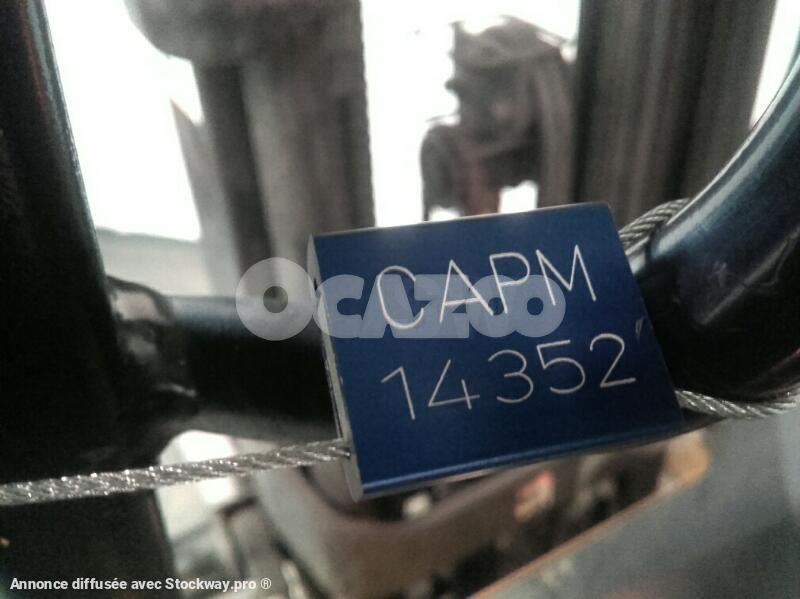 CAPM
OCAZOO
14352
Annonce diffusée avec Stockway.pro ®